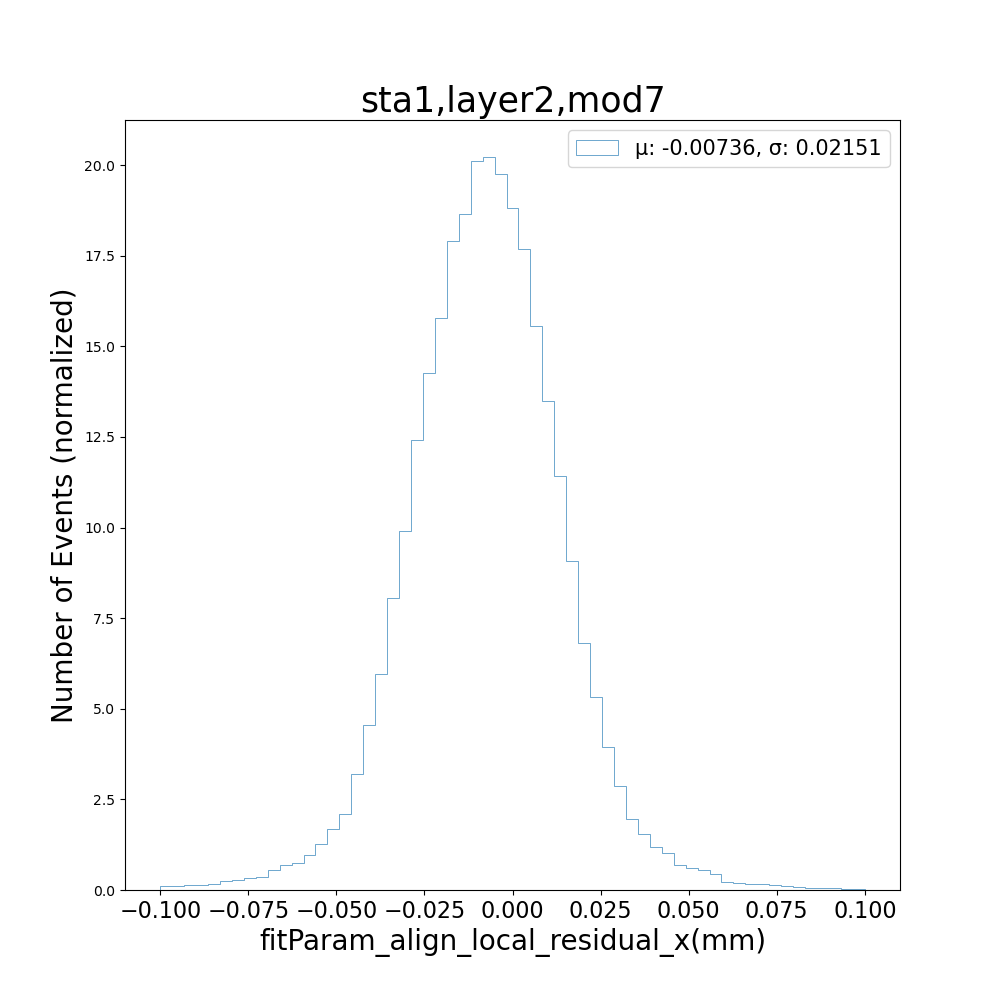 sta1,layer2,mod7
μ: -0.00736, σ: 0.02151
Number of Events (normalized)
20.0
17.5
15.0
12.5
10.0
7.5
5.0
2.5
0.0
−0.100 −0.075 −0.050 −0.025 0.000 0.025 0.050 0.075 0.100
fitParam_align_local_residual_x(mm)